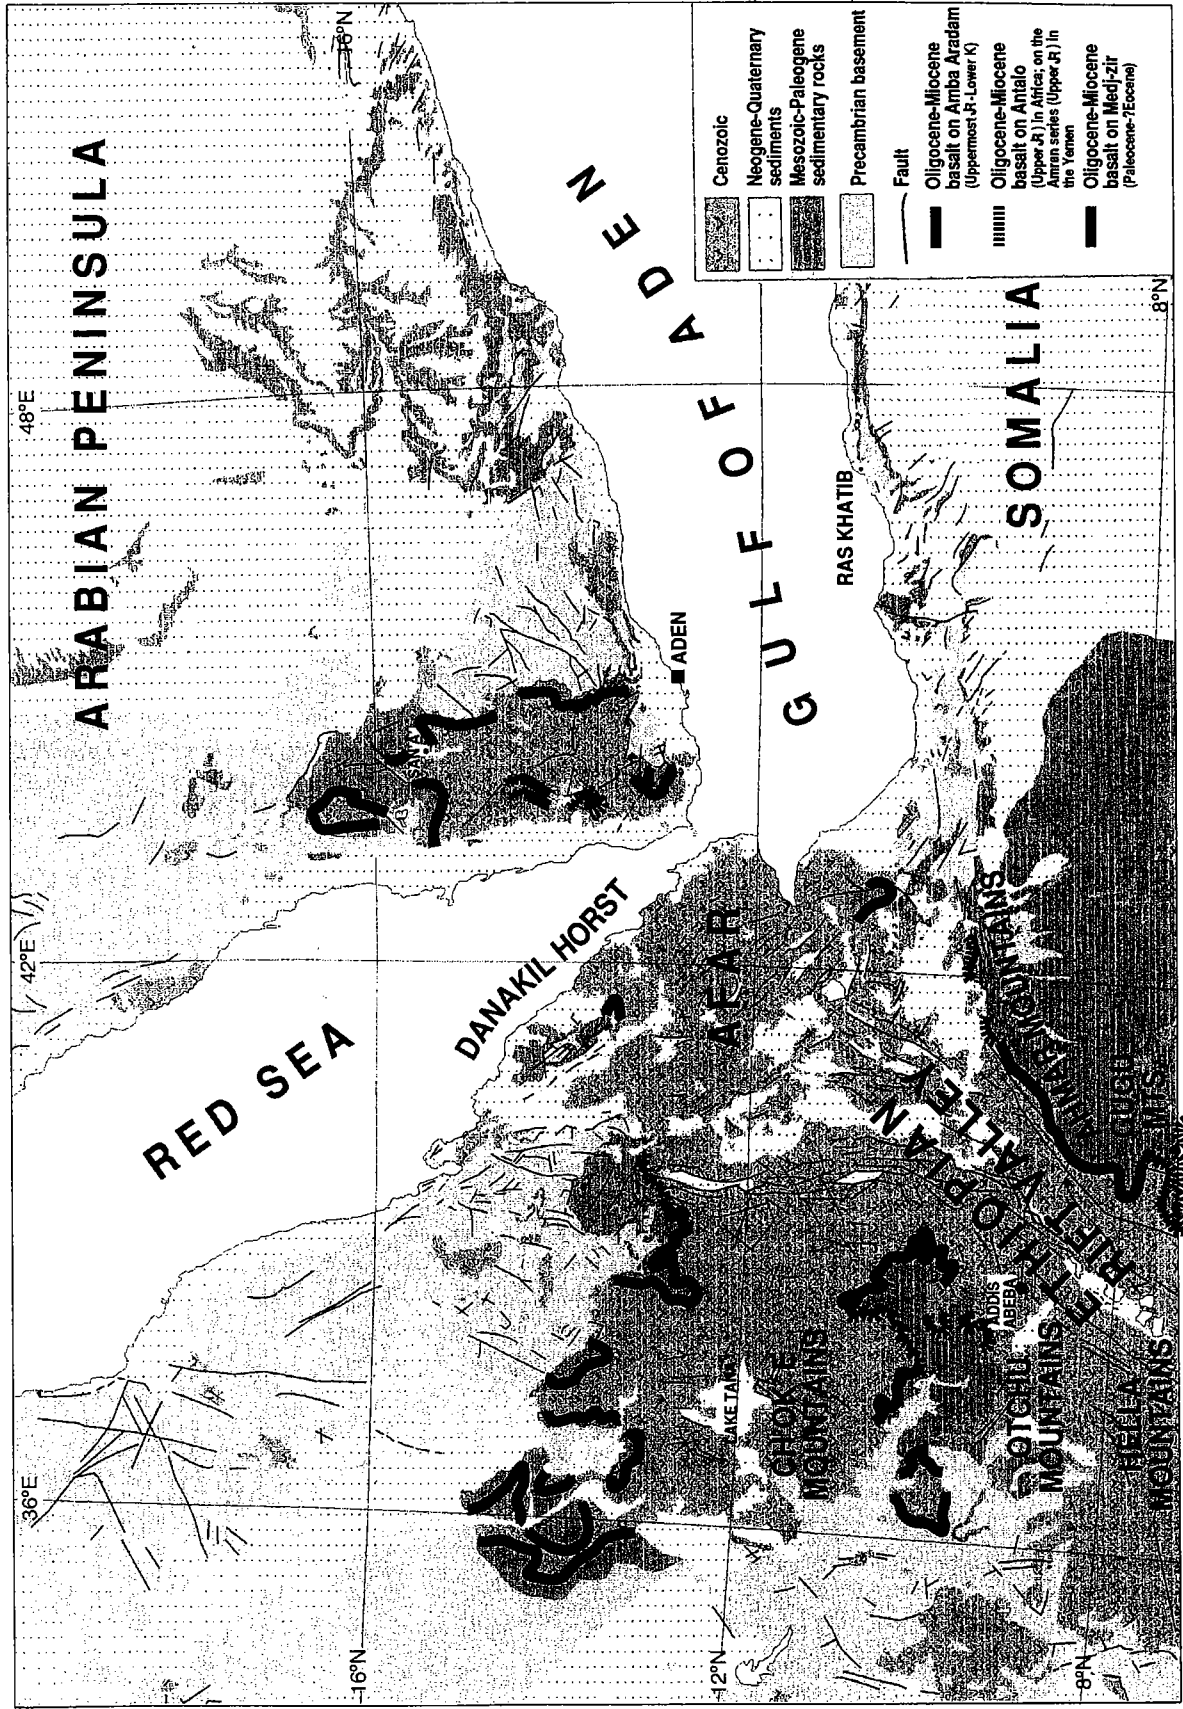 ARABIAN PENINSULA
RED SEA
GULF OF ADEN
DANAKIL HORST
AFAR
ADEN
SANA'A
RAS KHATIB
SOMALIA
ETHIOPIAN
RIFT VALLEY
AHMAR MOUNTAINS
GUGU
MTS.
LAKE TANA
CHOKE
MOUNTAINS
ADDIS
ABEBA
OTCHU
MOUNTAINS
BELLA
MOUNTAINS
36°E
42°E
48°E
16°N
16°N
12°N
8°N
8°N
Cenozoic
Neogene-Quaternary
sediments
Mesozoic-Paleogene
sedimentary rocks
Precambrian basement
Fault
Oligocene-Miocene
basalt on Amba Aradam
(Uppermost JR-Lower K)
Oligocene-Miocene
basalt on Antalo
(Upper JR) in Africa; on the
Amran series (Upper JR) in
the Yemen
Oligocene-Miocene
basalt on Medj-zir
(Paleocene-?Eocene)